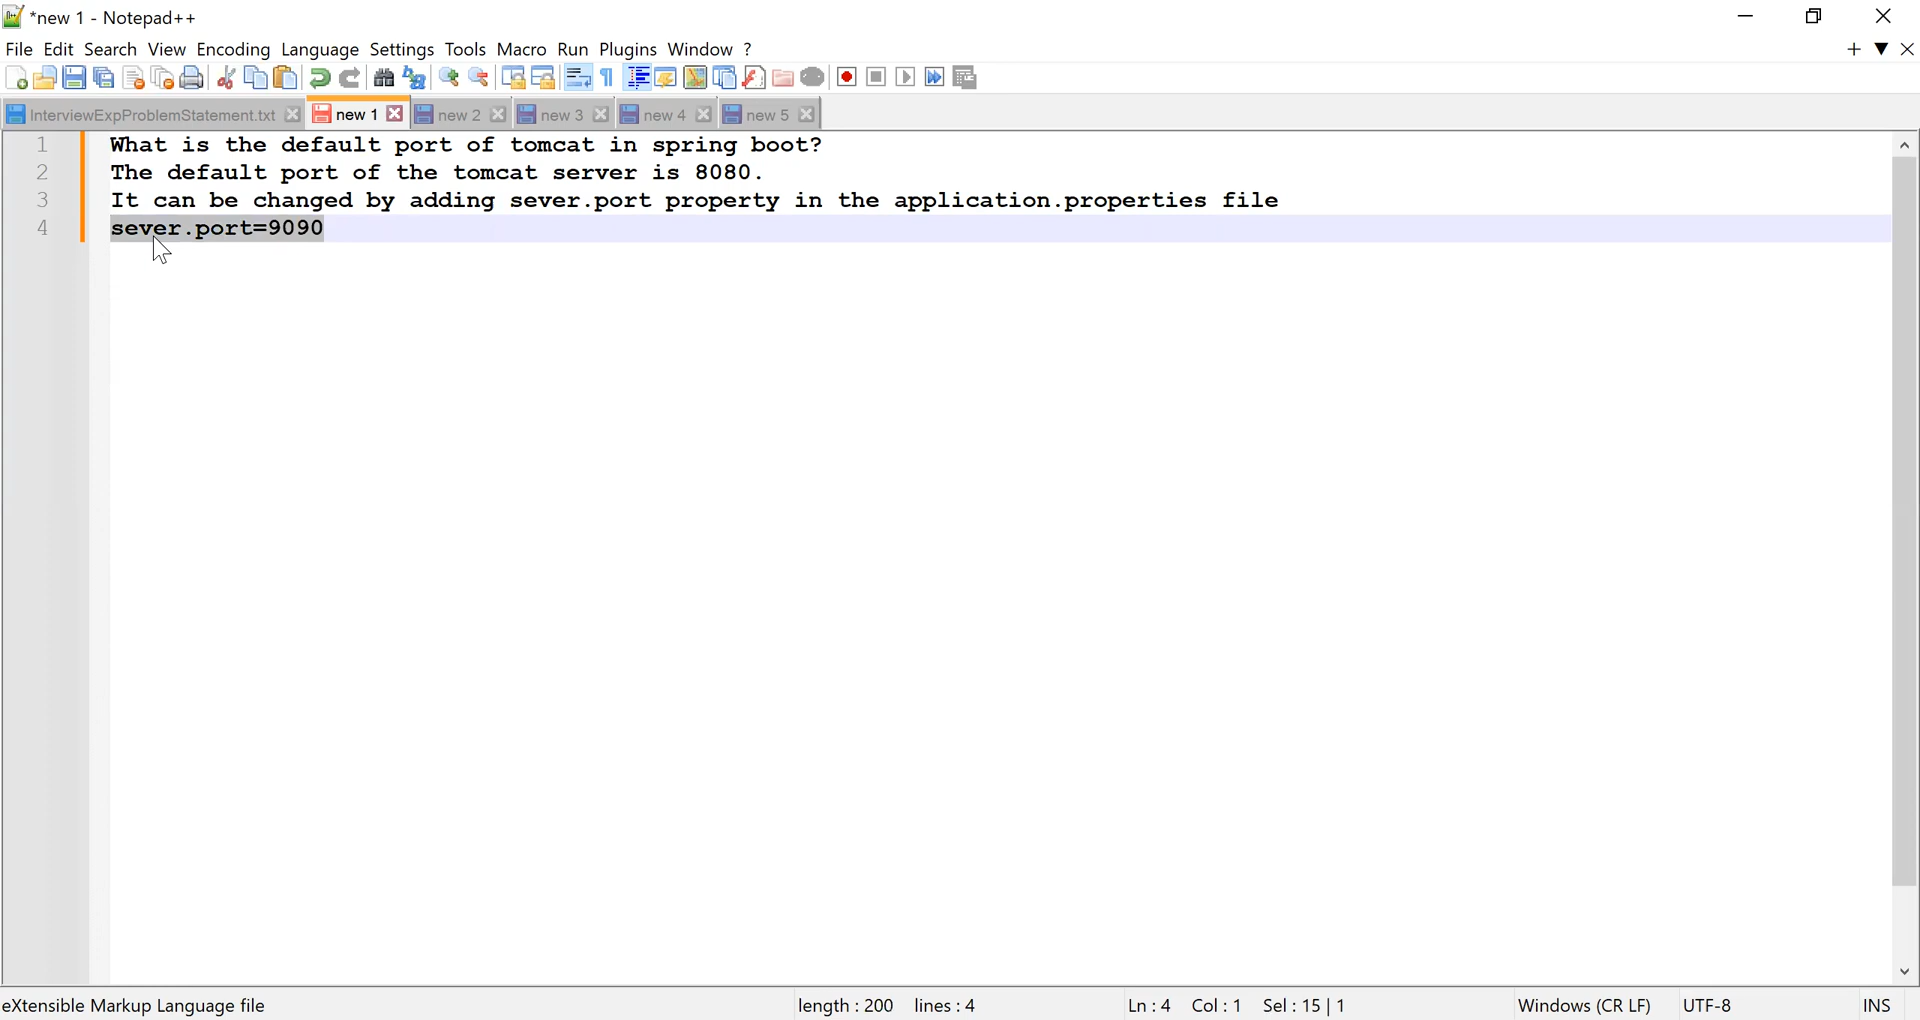 *new 1 - Notepad++
File Edit Search View Encoding Language Settings Tools Macro Run Plugins Window ?
InterviewExpProblemStatement.txt new 1 new 2 new 3 new 4 new 5
1 What is the default port of tomcat in spring boot?
2 The default port of the tomcat server is 8080.
3 It can be changed by adding sever.port property in the application.properties file
4 sever.port=9090
eXtensible Markup Language file length : 200 lines : 4 Ln : 4 Col : 1 Sel : 15 | 1 Windows (CR LF) UTF-8 INS